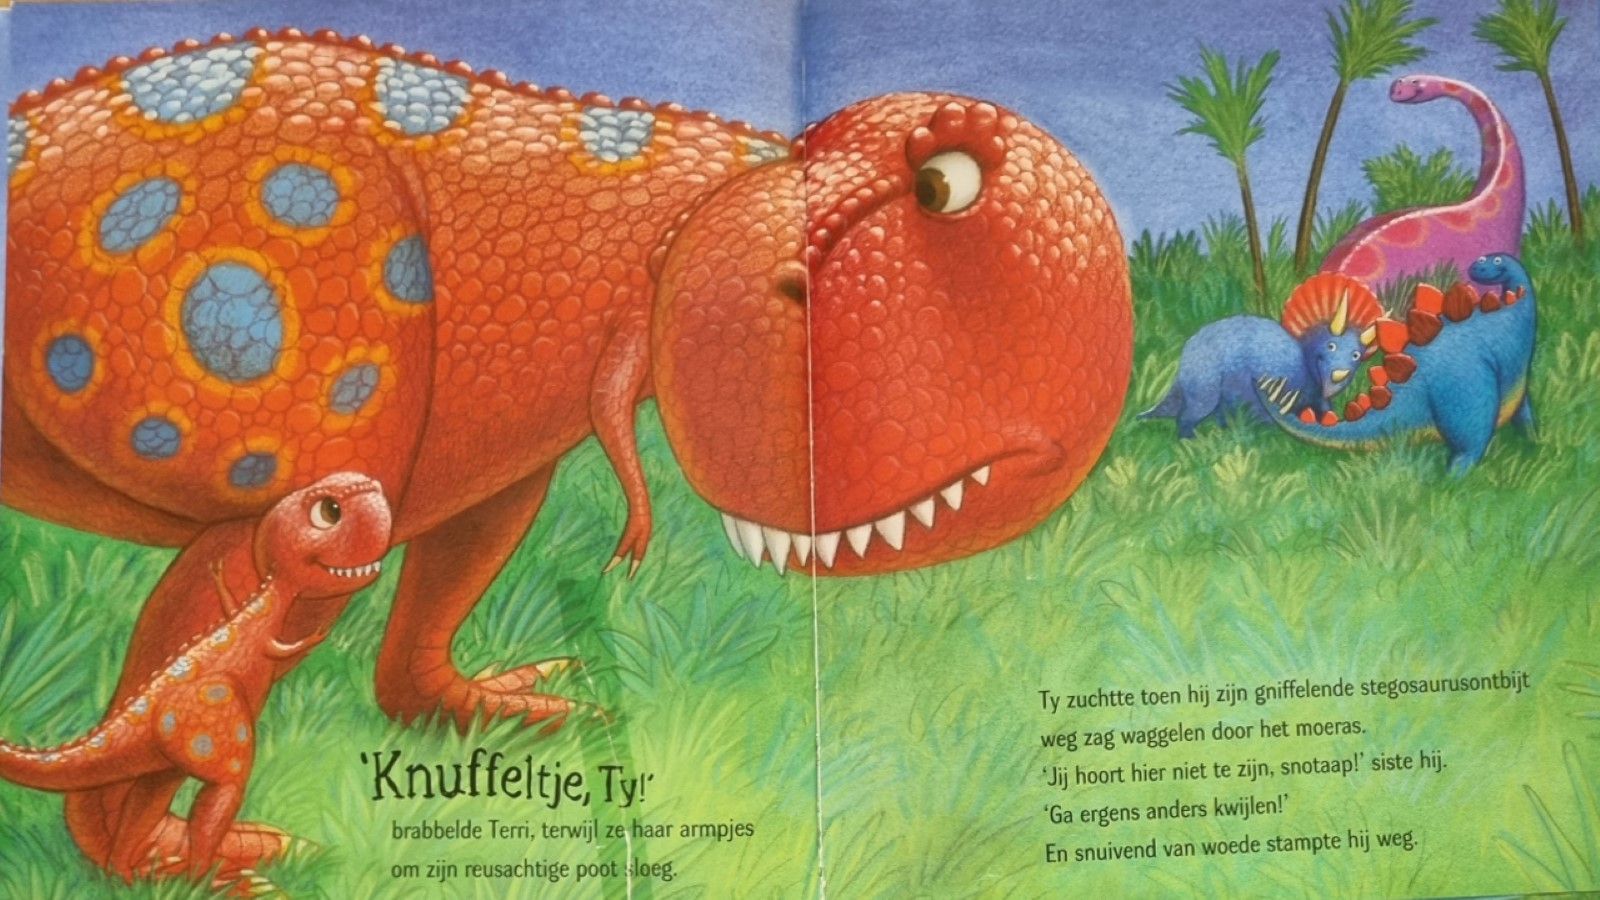 ‘Knuffeltje, Ty!’
brabbelde Terri, terwijl ze haar armpjes
om zijn reusachtige poot sloeg.
Ty zuchtte toen hij zijn gniffelende stegosaurusontbijt
weg zag waggelen door het moeras.
‘Jij hoort hier niet te zijn, snotaap!’ siste hij.
‘Ga ergens anders kwijlen!’
En snuivend van woede stampte hij weg.